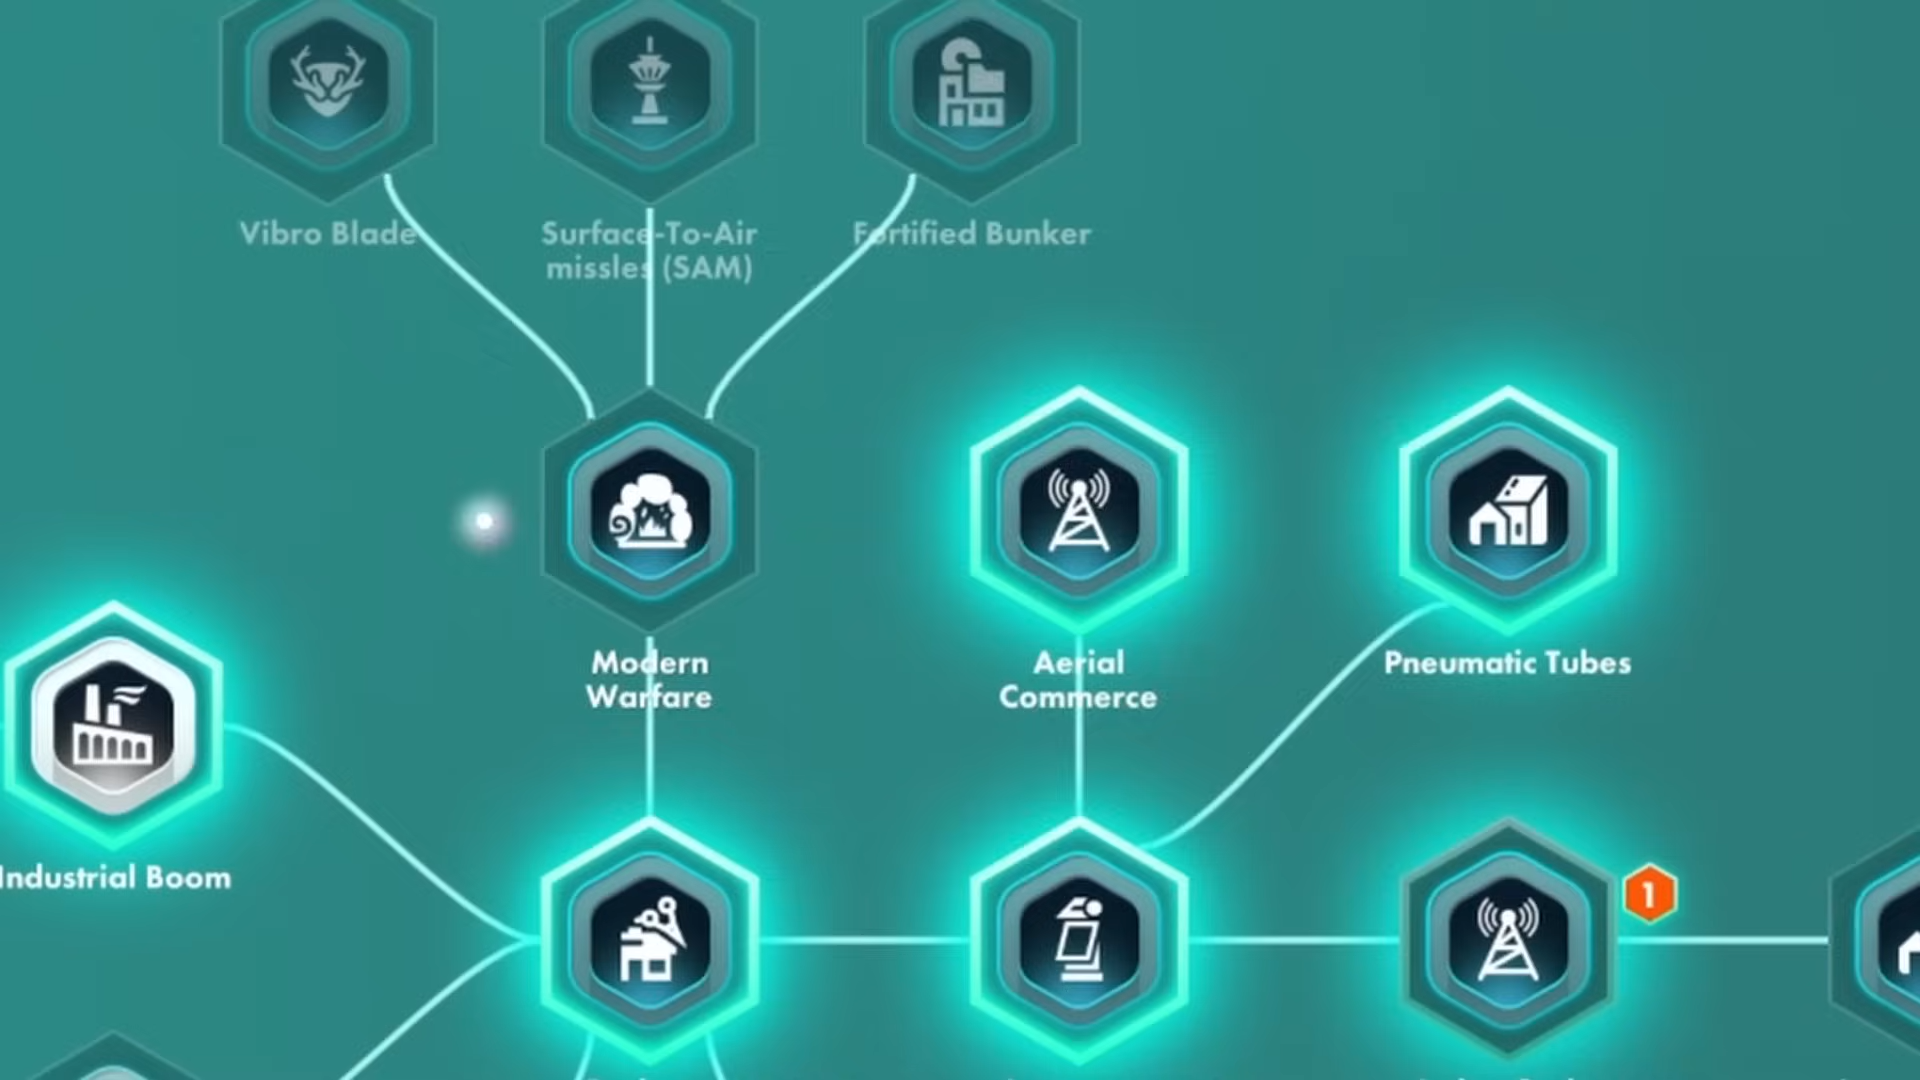 Vibro Blade
Surface-To-Air
missles (SAM)
Fortified Bunker
Modern
Warfare
Aerial
Commerce
Pneumatic Tubes
Industrial Boom
1